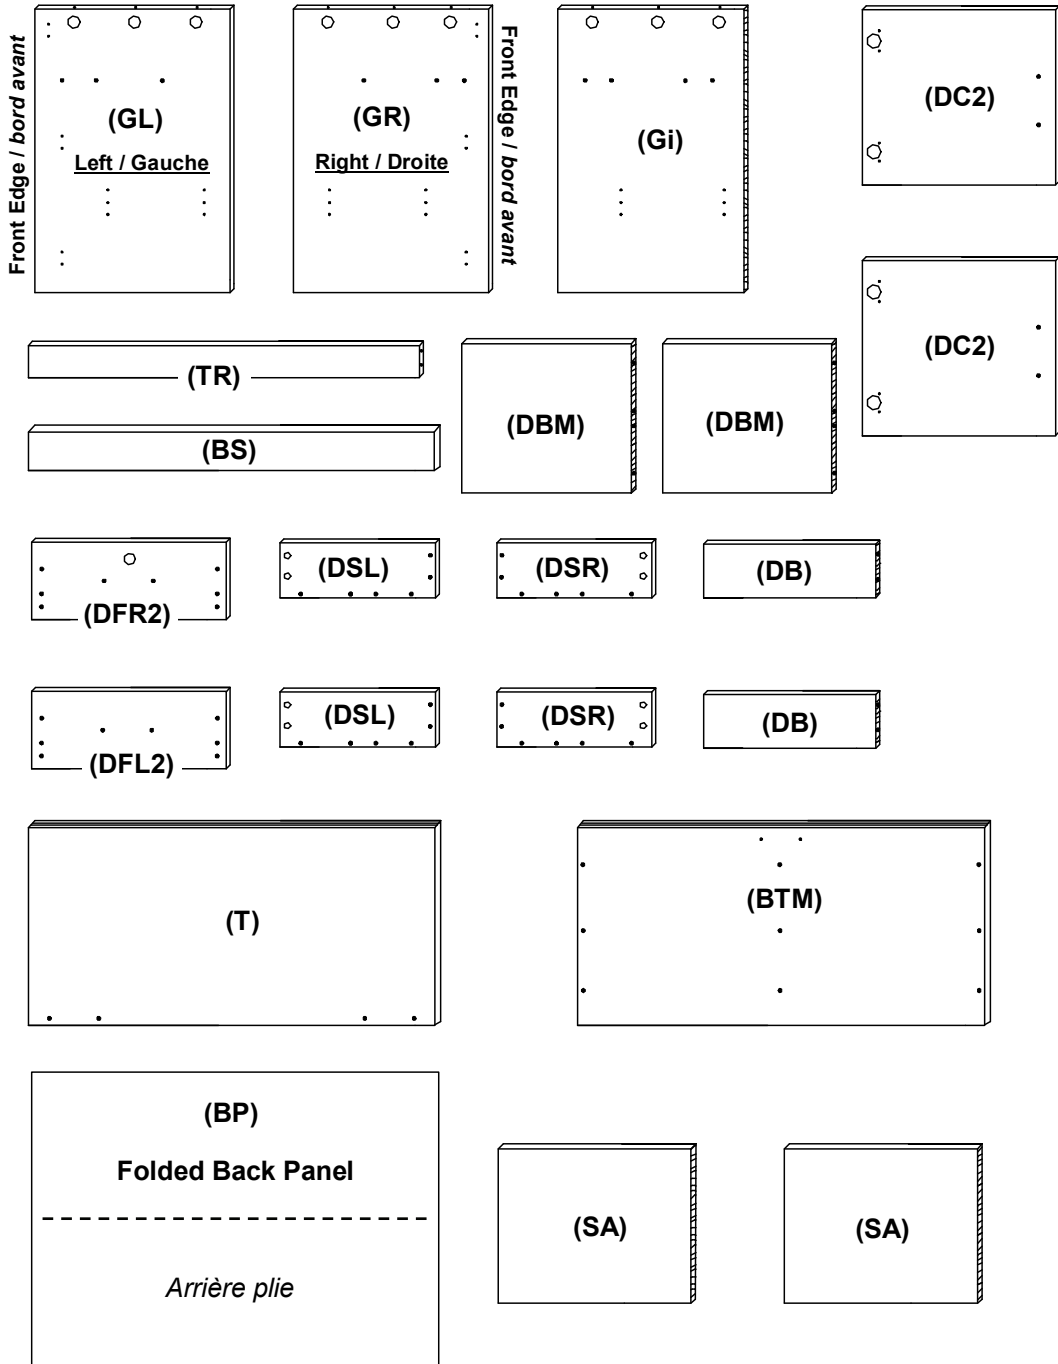 Front Edge / bord avant
(GL)
Left / Gauche
(GR)
Right / Droite
Front Edge / bord avant
(Gi)
(DC2)
(DC2)
(TR)
(BS)
(DBM)
(DBM)
(DFR2)
(DSL)
(DSR)
(DB)
(DFL2)
(DSL)
(DSR)
(DB)
(T)
(BTM)
(BP)
Folded Back Panel
Arrière plie
(SA)
(SA)